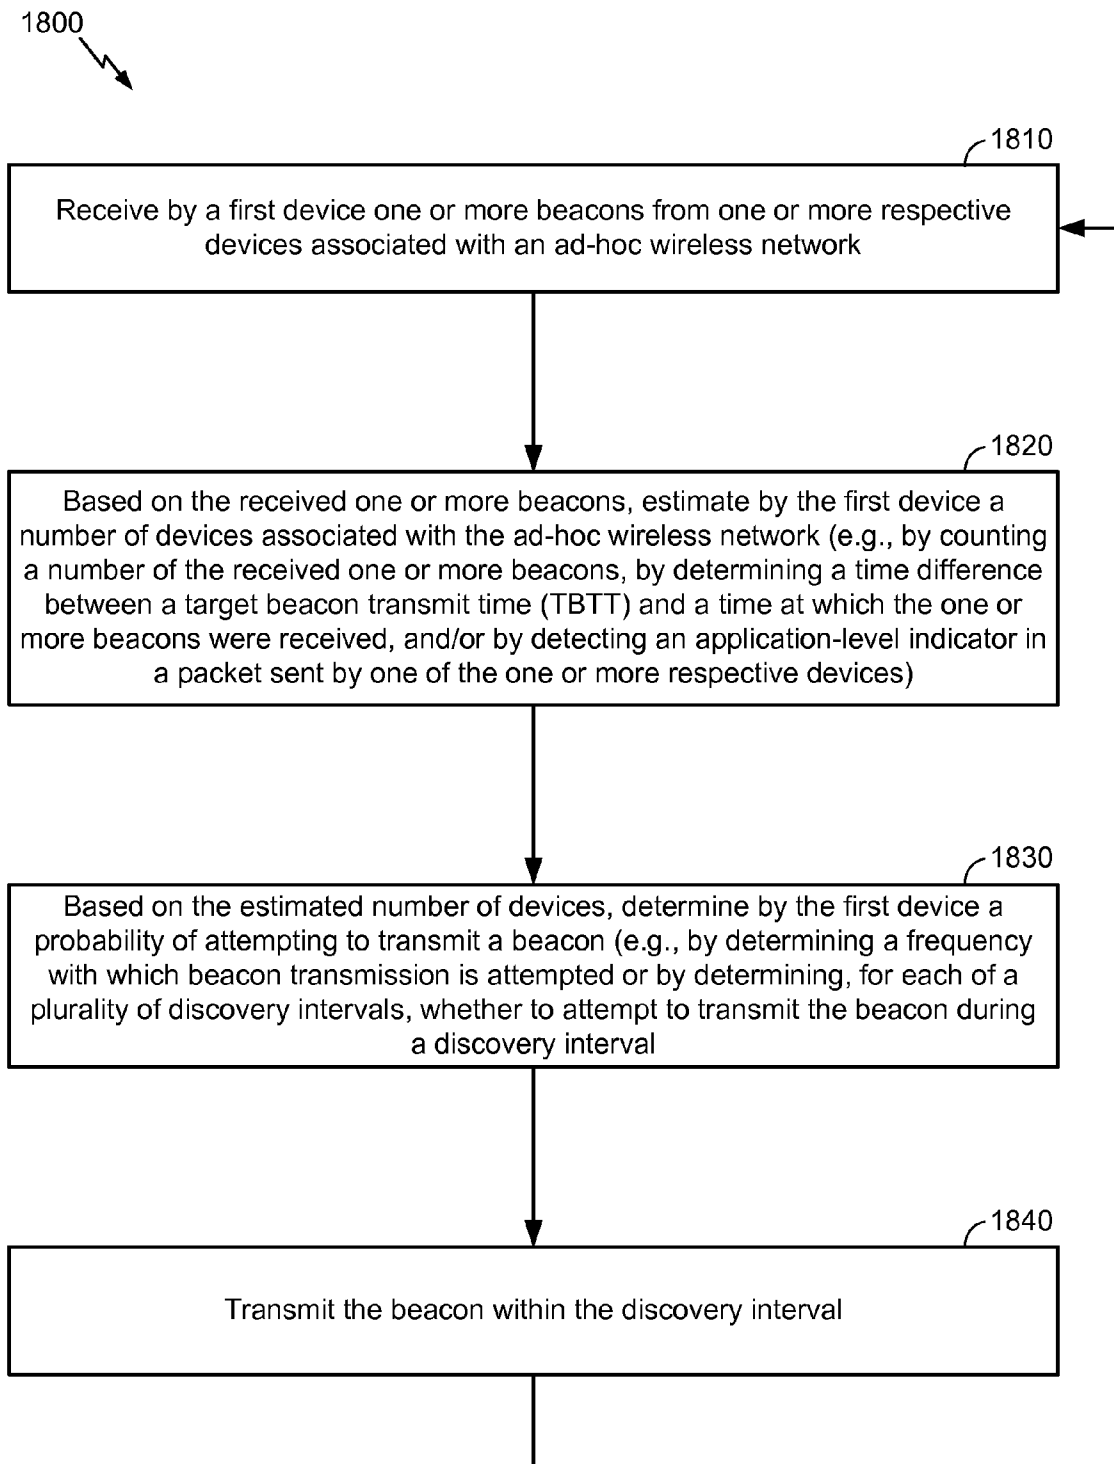 1800
1810
Receive by a first device one or more beacons from one or more respective
devices associated with an ad-hoc wireless network
1820
Based on the received one or more beacons, estimate by the first device a
number of devices associated with the ad-hoc wireless network (e.g., by counting
a number of the received one or more beacons, by determining a time difference
between a target beacon transmit time (TBTT) and a time at which the one or
more beacons were received, and/or by detecting an application-level indicator in
a packet sent by one of the one or more respective devices)
1830
Based on the estimated number of devices, determine by the first device a
probability of attempting to transmit a beacon (e.g., by determining a frequency
with which beacon transmission is attempted or by determining, for each of a
plurality of discovery intervals, whether to attempt to transmit the beacon during
a discovery interval
1840
Transmit the beacon within the discovery interval